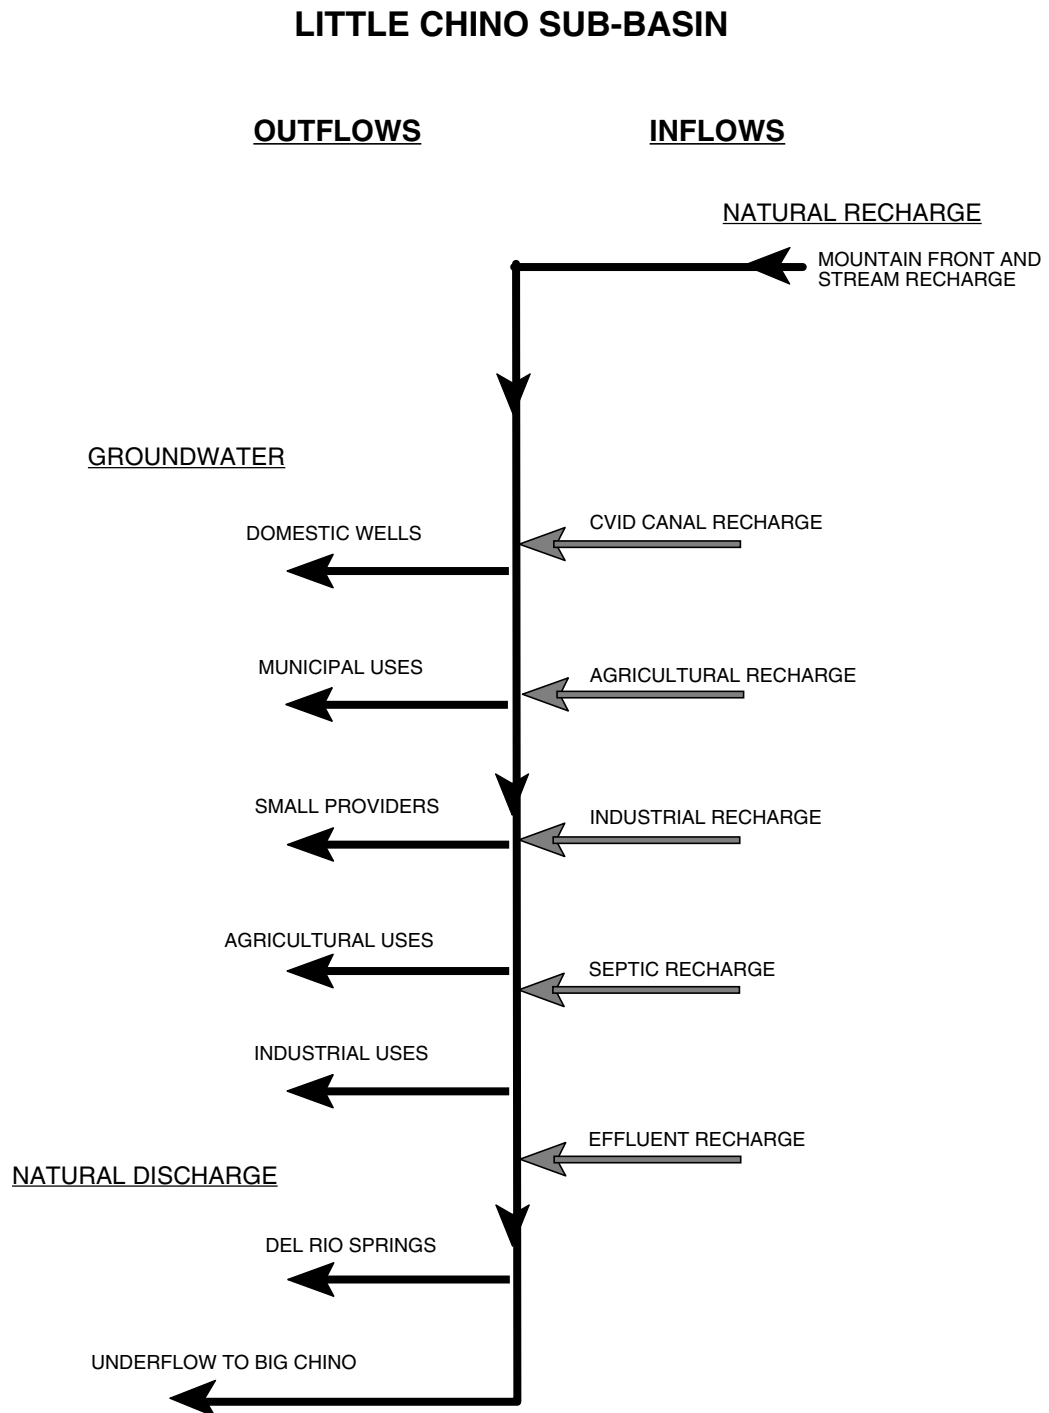 LITTLE CHINO SUB-BASIN
OUTFLOWS
INFLOWS
NATURAL RECHARGE
MOUNTAIN FRONT AND
STREAM RECHARGE
GROUNDWATER
CVID CANAL RECHARGE
DOMESTIC WELLS
MUNICIPAL USES
AGRICULTURAL RECHARGE
SMALL PROVIDERS
INDUSTRIAL RECHARGE
AGRICULTURAL USES
SEPTIC RECHARGE
INDUSTRIAL USES
EFFLUENT RECHARGE
NATURAL DISCHARGE
DEL RIO SPRINGS
UNDERFLOW TO BIG CHINO